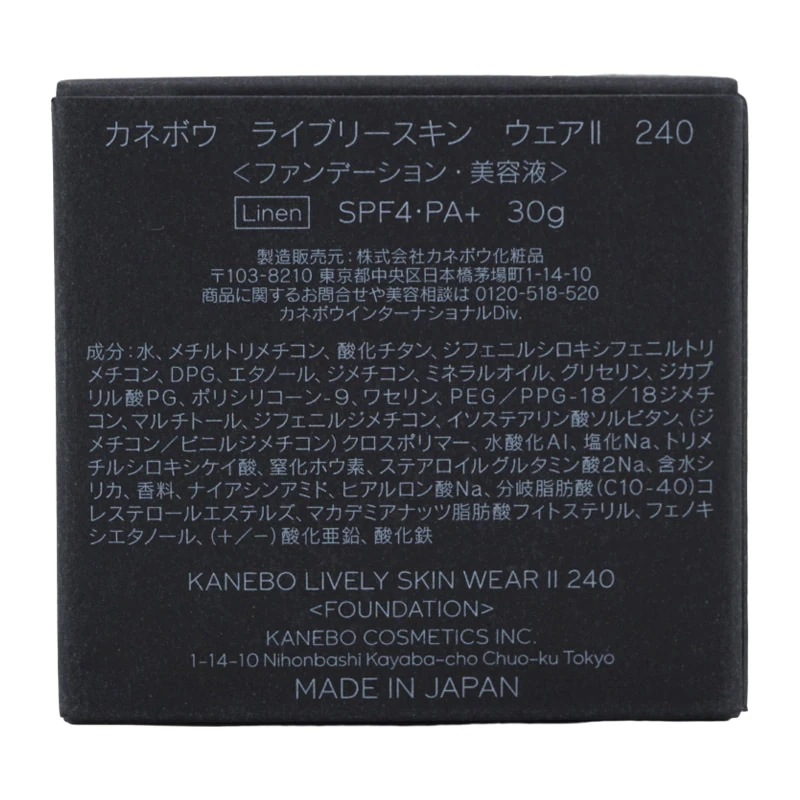 カネボウ ライブリースキン ウェアⅡ 240
＜ファンデーション・美容液＞
Linen SPF4・PA+ 30g
製造販売元：株式会社カネボウ化粧品
〒103-8210 東京都中央区日本橋茅場町1-14-10
商品に関するお問合せや美容相談は 0120-518-520
カネボウインターナショナルDiv.
成分：水、メチルトリメチコン、酸化チタン、ジフェニルシロキシフェニルトリ
メチコン、DPG、エタノール、ジメチコン、ミネラルオイル、グリセリン、ジカプ
リル酸PG、ポリシリコーン-9、ワセリン、PEG／PPG-18／18ジメチ
コン、マルチトール、ジフェニルジメチコン、イソステアリン酸ソルビタン、（ジ
メチコン／ビニルジメチコン）クロスポリマー、水酸化Al、塩化Na、トリメ
チルシロキシケイ酸、窒化ホウ素、ステアロイルグルタミン酸2Na、含水シ
リカ、香料、ナイアシンアミド、ヒアルロン酸Na、分岐脂肪酸（C10-40）コ
レステロールエステルズ、マカデミアナッツ脂肪酸フィトステリル、フェノキ
シエタノール、（+／−）酸化亜鉛、酸化鉄
KANEBO LIVELY SKIN WEAR II 240
<FOUNDATION>
KANEBO COSMETICS INC.
1-14-10 Nihonbashi Kayaba-cho Chuo-ku Tokyo
MADE IN JAPAN